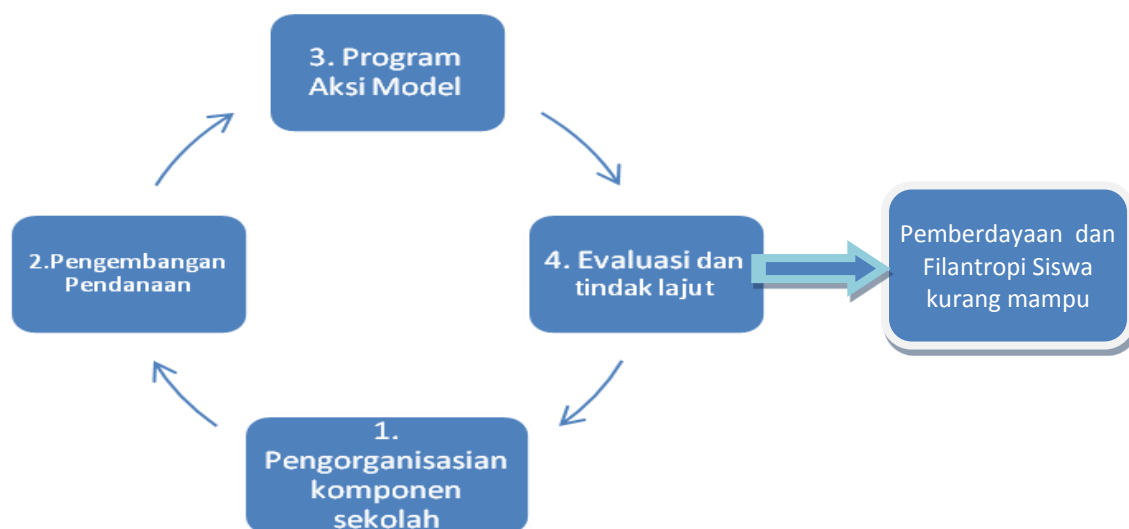 3. Program
Aksi Model
2.Pengembangan
Pendanaan
4. Evaluasi dan
tindak lajut
Pemberdayaan dan
Filantropi Siswa
kurang mampu
1.
Pengorganisasian
komponen
sekolah